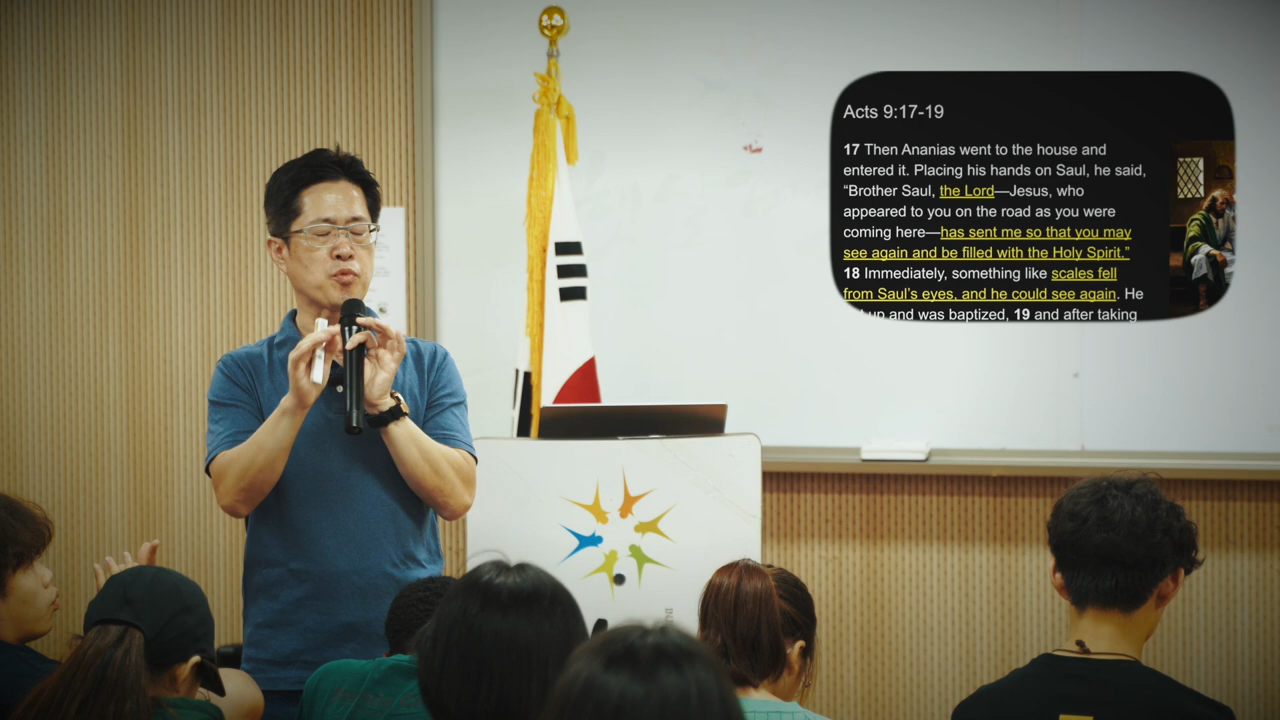 Acts 9:17-19
17 Then Ananias went to the house and
entered it. Placing his hands on Saul, he said,
“Brother Saul, the Lord—Jesus, who
appeared to you on the road as you were
coming here—has sent me so that you may
see again and be filled with the Holy Spirit.”
18 Immediately, something like scales fell
from Saul’s eyes, and he could see again. He
up and was baptized, 19 and after taking